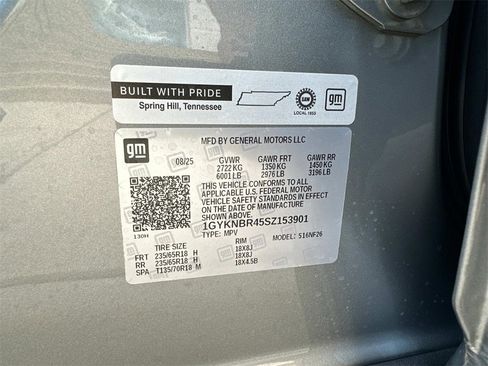 BUILT WITH PRIDE
Spring Hill, Tennessee
UAW
LOCAL 1853
gm
gm
MFD BY GENERAL MOTORS LLC
08/25 GVWR GAWR FRT GAWR RR
2722 KG 1350 KG 1450 KG
6001 LB 2976 LB 3196 LB
THIS VEHICLE CONFORMS TO ALL
APPLICABLE U.S. FEDERAL MOTOR
VEHICLE SAFETY STANDARDS IN EFFECT
ON THE DATE OF MANUFACTURE SHOWN ABOVE.
1GYKNBR45SZ153901
TYPE: MPV MODEL: S16NF26
130H
TIRE SIZE RIM
FRT 235/65R18 H 18X8J
RR 235/65R18 H 18X8J
SPA T135/70R18 M 18X4.5B